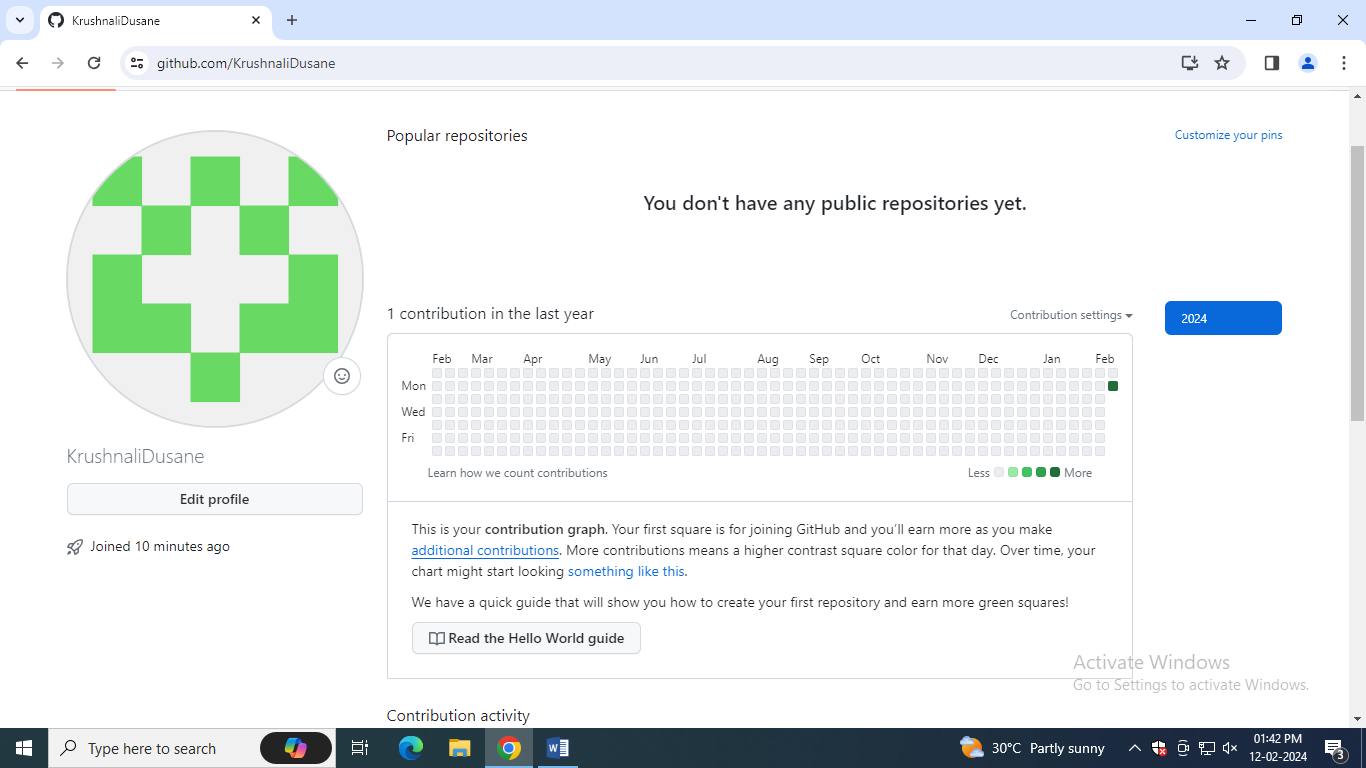 KrushnaliDusane
github.com/KrushnaliDusane
Popular repositories
Customize your pins
You don't have any public repositories yet.
1 contribution in the last year
Contribution settings
2024
Feb Mar Apr May Jun Jul Aug Sep Oct Nov Dec Jan Feb
Mon
Wed
Fri
Learn how we count contributions
Less More
KrushnaliDusane
Edit profile
Joined 10 minutes ago
This is your contribution graph. Your first square is for joining GitHub and you'll earn more as you make
additional contributions. More contributions means a higher contrast square color for that day. Over time, your
chart might start looking something like this.
We have a quick guide that will show you how to create your first repository and earn more green squares!
Read the Hello World guide
Activate Windows
Go to Settings to activate Windows.
Contribution activity
Type here to search
30°C Partly sunny
01:42 PM
12-02-2024
3